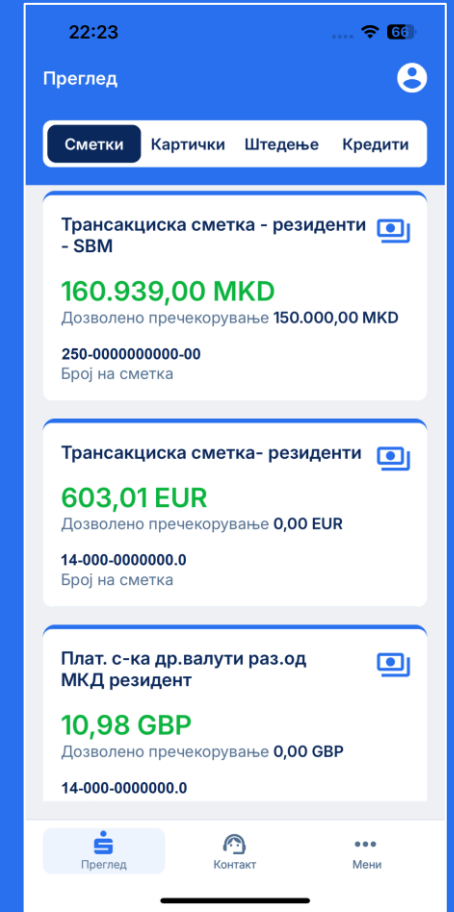 22:23
66
Преглед
Сметки Картички Штедење Кредити
Трансакциска сметка - резиденти
- SBM
160.939,00 MKD
Дозволено пречекорување 150.000,00 MKD
250-0000000000-00
Број на сметка
Трансакциска сметка- резиденти
603,01 EUR
Дозволено пречекорување 0,00 EUR
14-000-0000000.0
Број на сметка
Плат. с-ка др.валути раз.од
МКД резидент
10,98 GBP
Дозволено пречекорување 0,00 GBP
14-000-0000000.0
Преглед Контакт Мени